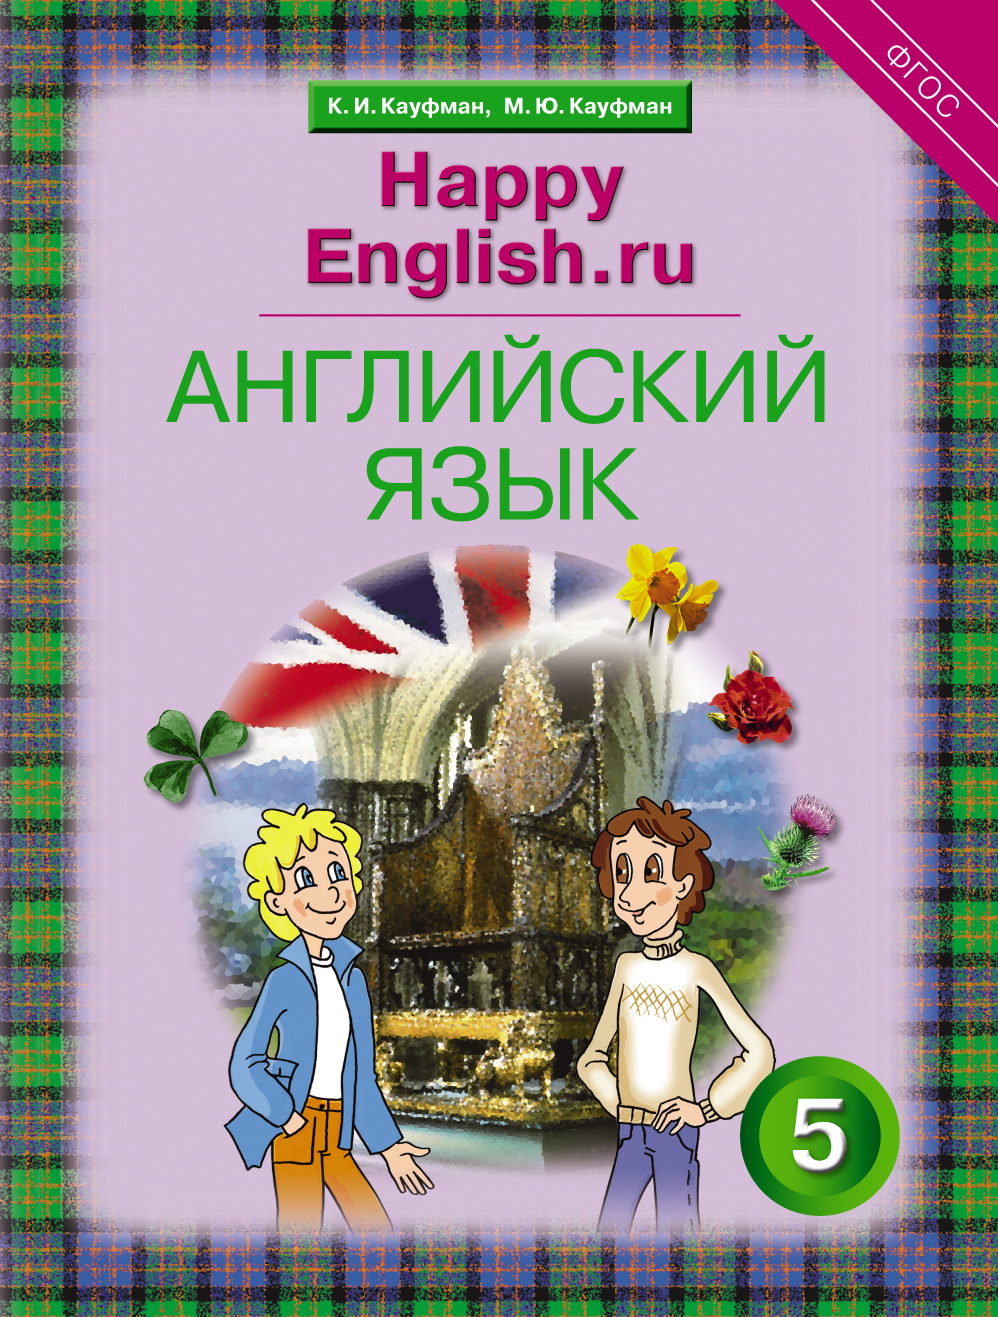 ФГОС
К. И. Кауфман, М. Ю. Кауфман
Happy
English.ru
АНГЛИЙСКИЙ
ЯЗЫК
5